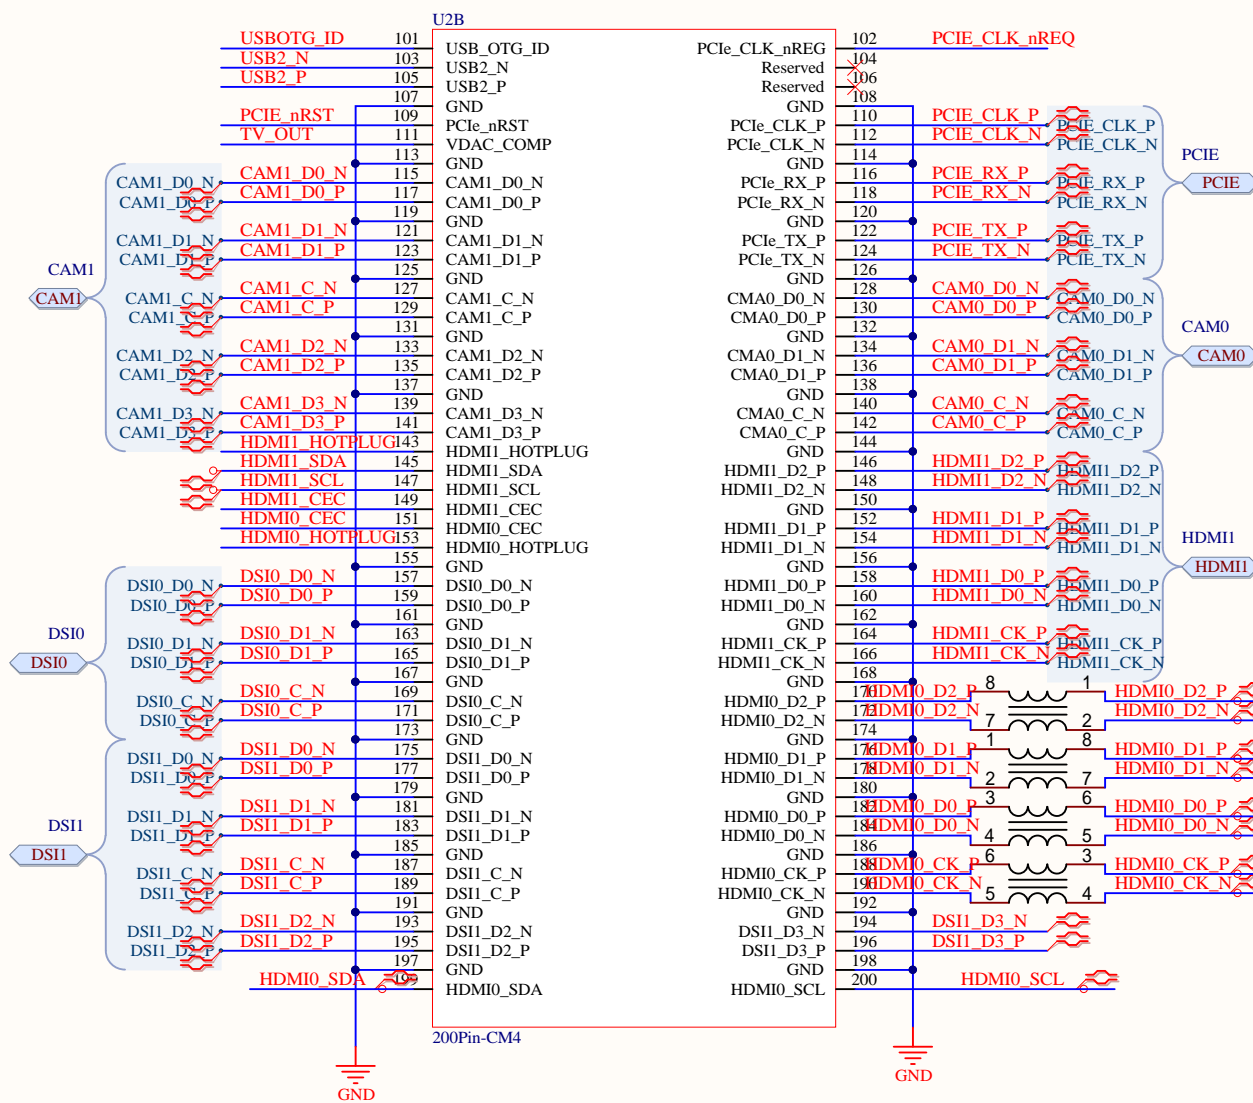 U2B
USBOTG_ID 101 USB_OTG_ID PCIe_CLK_nREG 102 PCIE_CLK_nREQ
USB2_N 103 USB2_N Reserved 104
USB2_P 105 USB2_P Reserved 106
107 GND GND 108
PCIE_nRST 109 PCIe_nRST PCIe_CLK_P 110 PCIE_CLK_P PCIE_CLK_P
TV_OUT 111 VDAC_COMP PCIe_CLK_N 112 PCIE_CLK_N PCIE_CLK_N
PCIE
113 GND GND 114
CAM1_D0_N CAM1_D0_N 115 CAM1_D0_N PCIe_RX_P 116 PCIE_RX_P PCIE_RX_P PCIE
CAM1_D0_P CAM1_D0_P 117 CAM1_D0_P PCIe_RX_N 118 PCIE_RX_N PCIE_RX_N
119 GND GND 120
CAM1_D1_N CAM1_D1_N 121 CAM1_D1_N PCIe_TX_P 122 PCIE_TX_P PCIE_TX_P
CAM1_D1_P CAM1_D1_P 123 CAM1_D1_P PCIe_TX_N 124 PCIE_TX_N PCIE_TX_N
CAM1
125 GND GND 126
CAM1 CAM1_C_N CAM1_C_N 127 CAM1_C_N CMA0_D0_N 128 CAM0_D0_N CAM0_D0_N
CAM1_C_P CAM1_C_P 129 CAM1_C_P CMA0_D0_P 130 CAM0_D0_P CAM0_D0_P
CAM0
131 GND GND 132
CAM1_D2_N CAM1_D2_N 133 CAM1_D2_N CMA0_D1_N 134 CAM0_D1_N CAM0_D1_N CAM0
CAM1_D2_P CAM1_D2_P 135 CAM1_D2_P CMA0_D1_P 136 CAM0_D1_P CAM0_D1_P
137 GND GND 138
CAM1_D3_N CAM1_D3_N 139 CAM1_D3_N CMA0_C_N 140 CAM0_C_N CAM0_C_N
CAM1_D3_P CAM1_D3_P 141 CAM1_D3_P CMA0_C_P 142 CAM0_C_P CAM0_C_P
HDMI1_HOTPLUG 143 HDMI1_HOTPLUG GND 144
HDMI1_SDA 145 HDMI1_SDA HDMI1_D2_P 146 HDMI1_D2_P HDMI1_D2_P
HDMI1_SCL 147 HDMI1_SCL HDMI1_D2_N 148 HDMI1_D2_N HDMI1_D2_N
HDMI1_CEC 149 HDMI1_CEC GND 150
HDMI0_CEC 151 HDMI0_CEC HDMI1_D1_P 152 HDMI1_D1_P HDMI1_D1_P
HDMI0_HOTPLUG 153 HDMI0_HOTPLUG HDMI1_D1_N 154 HDMI1_D1_N HDMI1_D1_N
HDMI1
155 GND GND 156 HDMI1
DSI0_D0_N DSI0_D0_N 157 DSI0_D0_N HDMI1_D0_P 158 HDMI1_D0_P HDMI1_D0_P
DSI0_D0_P DSI0_D0_P 159 DSI0_D0_P HDMI1_D0_N 160 HDMI1_D0_N HDMI1_D0_N
161 GND GND 162
DSI0
DSI0_D1_N DSI0_D1_N 163 DSI0_D1_N HDMI1_CK_P 164 HDMI1_CK_P HDMI1_CK_P
DSI0 DSI0_D1_P DSI0_D1_P 165 DSI0_D1_P HDMI1_CK_N 166 HDMI1_CK_N HDMI1_CK_N
167 GND GND 168
DSI0_C_N DSI0_C_N 169 DSI0_C_N HDMI0_D2_P 170 HDMI0_D2_P 8 1 HDMI0_D2_P
DSI0_C_P DSI0_C_P 171 DSI0_C_P HDMI0_D2_N 172 HDMI0_D2_N 7 2 HDMI0_D2_N
173 GND GND 174
DSI1_D0_N DSI1_D0_N 175 DSI1_D0_N HDMI0_D1_P 176 HDMI0_D1_P 1 8 HDMI0_D1_P
DSI1_D0_P DSI1_D0_P 177 DSI1_D0_P HDMI0_D1_N 178 HDMI0_D1_N 2 7 HDMI0_D1_N
179 GND GND 180
DSI1_D1_N DSI1_D1_N 181 DSI1_D1_N HDMI0_D0_P 182 HDMI0_D0_P 3 6 HDMI0_D0_P
DSI1
DSI1_D1_P DSI1_D1_P 183 DSI1_D1_P HDMI0_D0_N 184 HDMI0_D0_N 4 5 HDMI0_D0_N
DSI1 185 GND GND 186
DSI1_C_N DSI1_C_N 187 DSI1_C_N HDMI0_CK_P 188 HDMI0_CK_P 6 3 HDMI0_CK_P
DSI1_C_P DSI1_C_P 189 DSI1_C_P HDMI0_CK_N 190 HDMI0_CK_N 5 4 HDMI0_CK_N
191 GND GND 192
DSI1_D2_N DSI1_D2_N 193 DSI1_D2_N DSI1_D3_N 194 DSI1_D3_N
DSI1_D2_P DSI1_D2_P 195 DSI1_D2_P DSI1_D3_P 196 DSI1_D3_P
197 GND GND 198
HDMI0_SDA 199 HDMI0_SDA HDMI0_SCL 200 HDMI0_SCL
200Pin-CM4
GND
GND